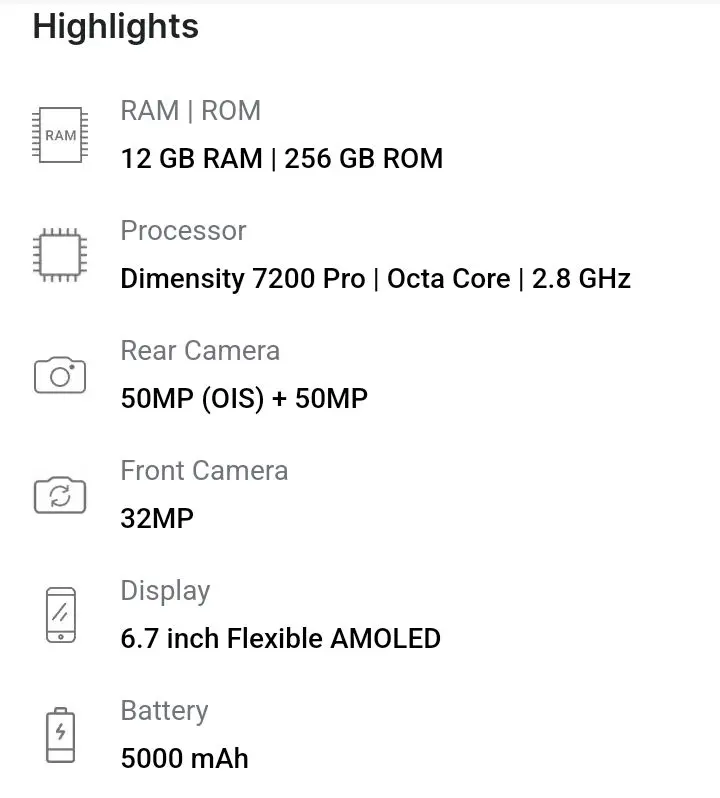 Highlights
RAM
RAM | ROM
12 GB RAM | 256 GB ROM
Processor
Dimensity 7200 Pro | Octa Core | 2.8 GHz
Rear Camera
50MP (OIS) + 50MP
Front Camera
32MP
Display
6.7 inch Flexible AMOLED
Battery
5000 mAh